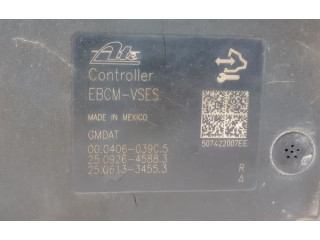 Ate
Controller
EBCM-VSES
MADE IN MEXICO
GMDAT
507422007EE
00.0406-039C.5
25.0926-4588.3
25.0613-3455.3
R
A